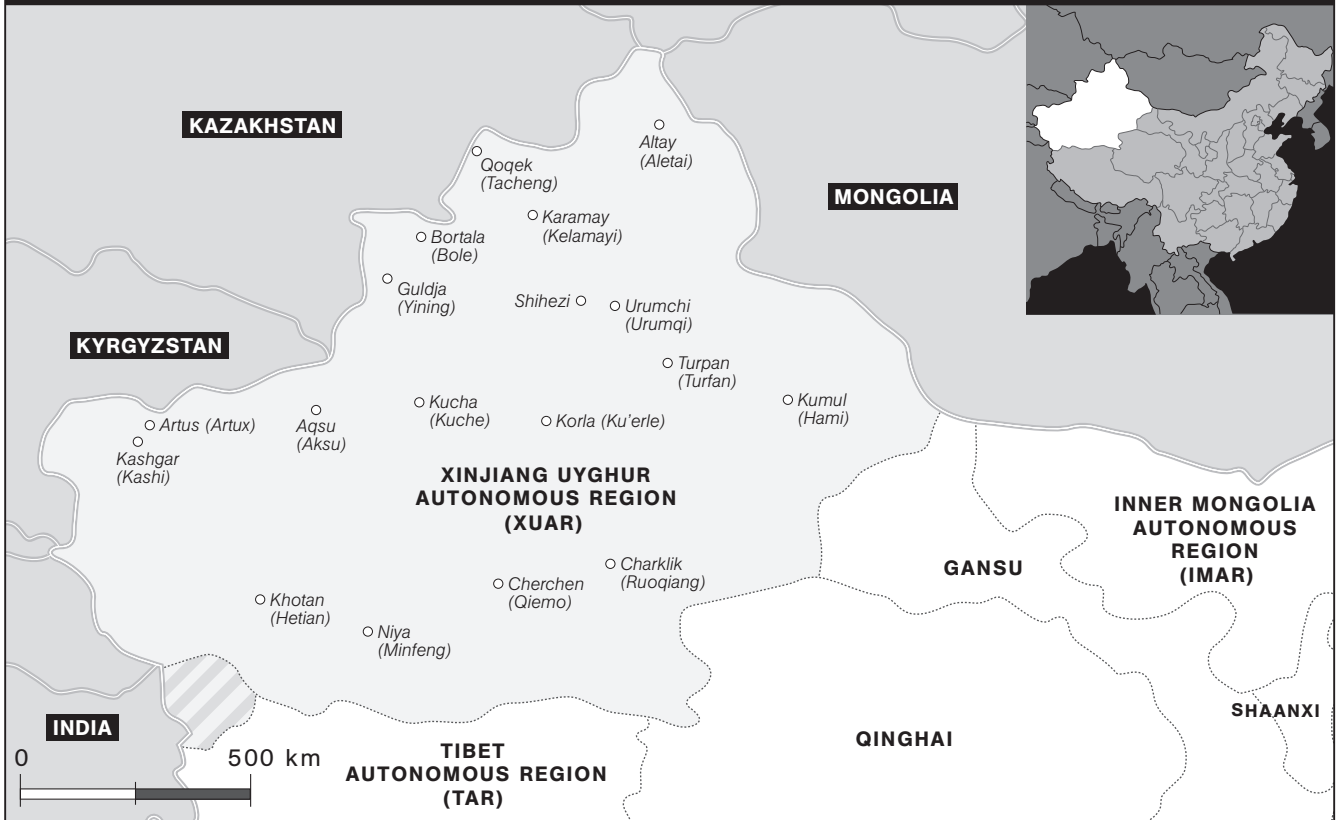 KAZAKHSTAN
Altay
(Aletai)
Qoqek
(Tacheng)
MONGOLIA
Karamay
(Kelamayi)
Bortala
(Bole)
Guldja
(Yining)
Shihezi
Urumchi
(Urumqi)
KYRGYZSTAN
Turpan
(Turfan)
Kumul
(Hami)
Kucha
(Kuche)
Korla (Ku'erle)
Aqsu
(Aksu)
Artus (Artux)
Kashgar
(Kashi)
XINJIANG UYGHUR
AUTONOMOUS REGION
(XUAR)
INNER MONGOLIA
AUTONOMOUS
REGION
(IMAR)
GANSU
Charklik
(Ruoqiang)
Cherchen
(Qiemo)
Khotan
(Hetian)
Niya
(Minfeng)
SHAANXI
INDIA
QINGHAI
0 500 km
TIBET
AUTONOMOUS REGION
(TAR)